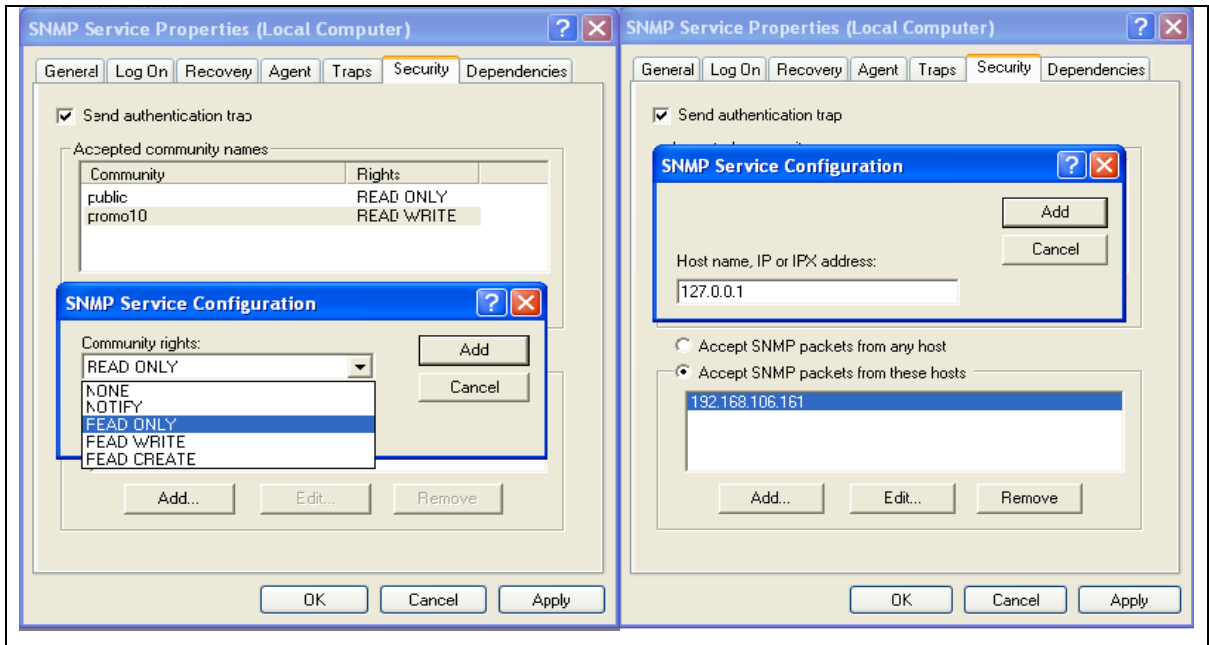 SNMP Service Properties (Local Computer)
General Log On Recovery Agent Traps Security Dependencies
Send authentication trap
Accepted community names
Community Rights
public READ ONLY
promo10 READ WRITE
SNMP Service Configuration
Community rights:
READ ONLY
Add
Cancel
NONE
NOTIFY
READ ONLY
READ WRITE
READ CREATE
Add... Edit... Remove
OK Cancel Apply
SNMP Service Properties (Local Computer)
General Log On Recovery Agent Traps Security Dependencies
Send authentication trap
SNMP Service Configuration
Add
Cancel
Host name, IP or IPX address:
127.0.0.1
Accept SNMP packets from any host
Accept SNMP packets from these hosts
192.168.106.161
Add... Edit... Remove
OK Cancel Apply